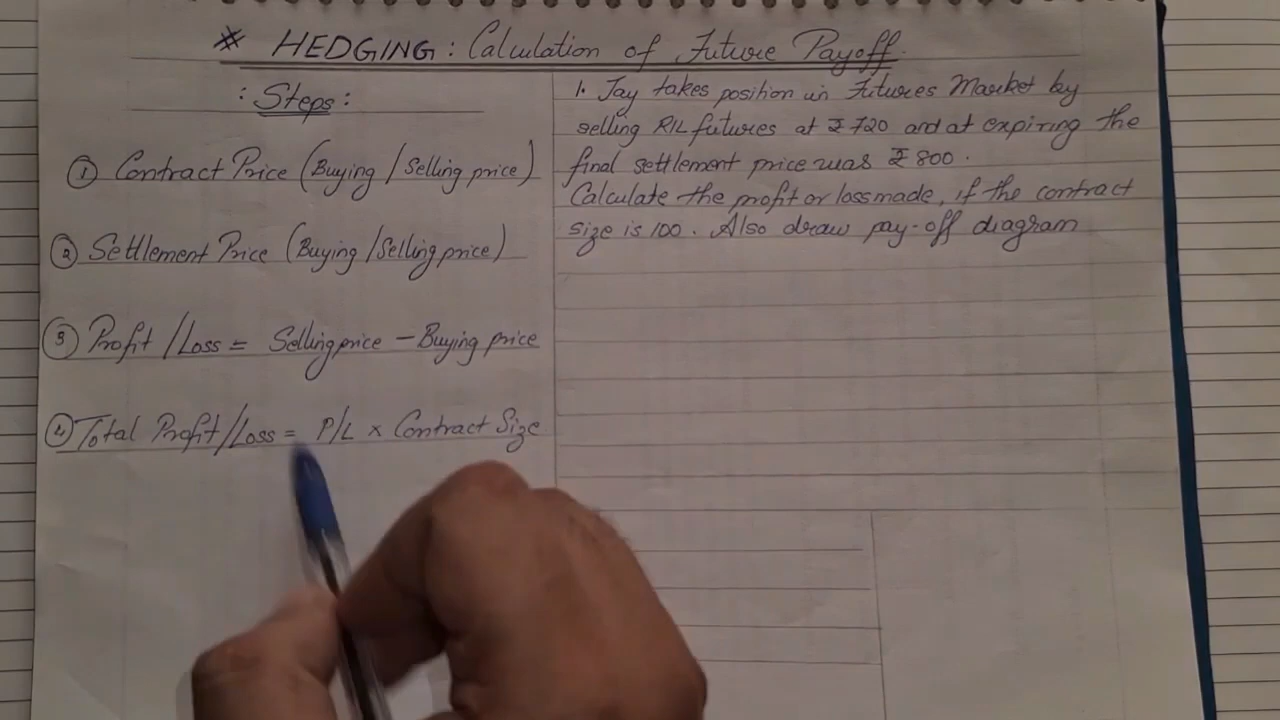 * HEDGING: Calculation of Future Payoff.
: Steps :
① Contract Price (Buying / Selling price)
② Settlement Price (Buying / Selling price)
③ Profit / Loss = Selling price - Buying price
④ Total Profit / Loss = P/L x Contract Size
1. Jay takes position in Futures Market by
selling RIL futures at ₹ 720 and at expiring the
final settlement price was ₹ 800.
Calculate the profit or loss made, if the contract
size is 100. Also draw pay-off diagram